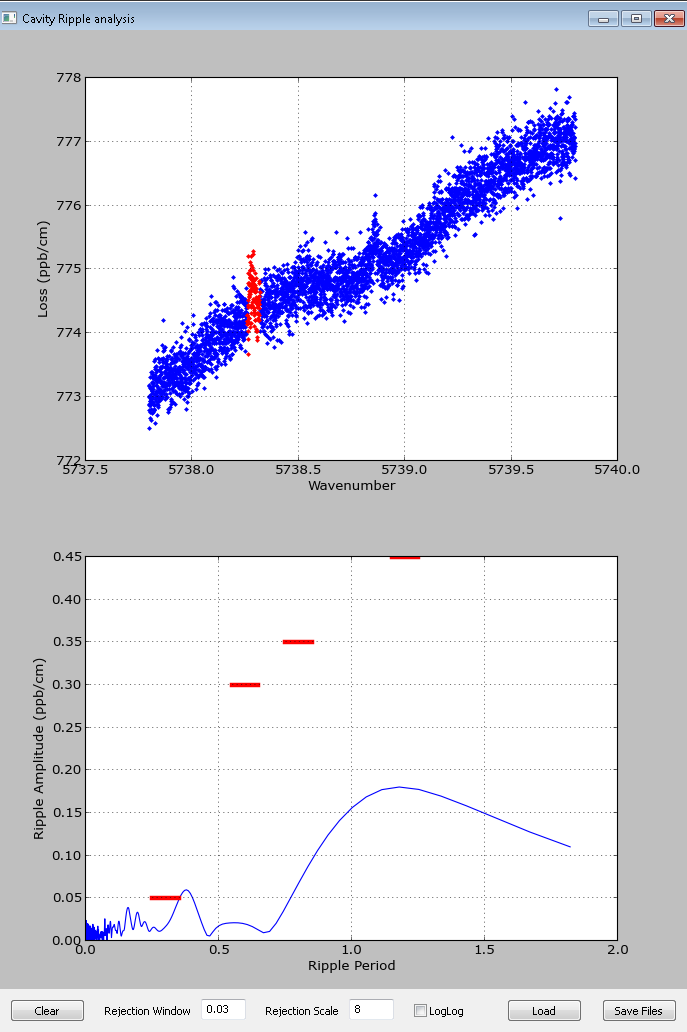 Cavity Ripple analysis
778
777
776
775
774
773
772
Loss (ppb/cm)
5737.5 5738.0 5738.5 5739.0 5739.5 5740.0
Wavenumber
0.45
0.40
0.35
0.30
0.25
0.20
0.15
0.10
0.05
0.00
Ripple Amplitude (ppb/cm)
0.0 0.5 1.0 1.5 2.0
Ripple Period
Clear Rejection Window 0.03 Rejection Scale 8 LogLog Load Save Files